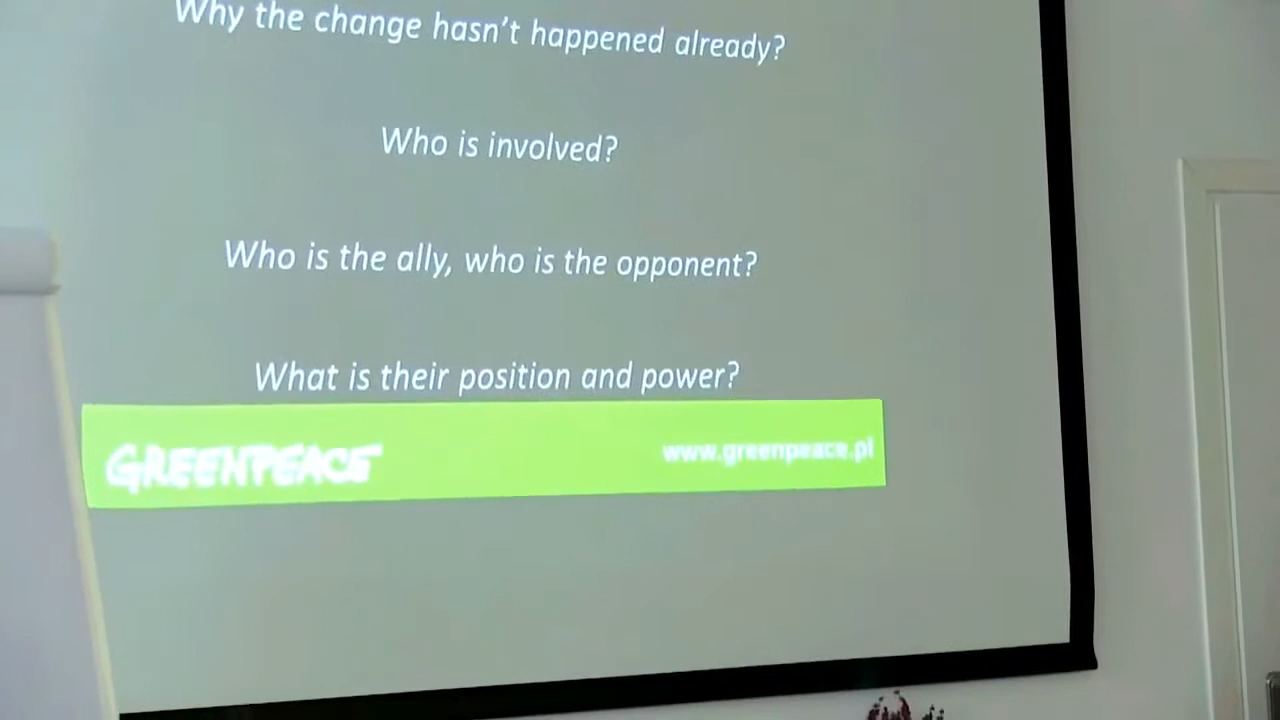 Why the change hasn't happened already?
Who is involved?
Who is the ally, who is the opponent?
What is their position and power?
GREENPEACE
www.greenpeace.pl